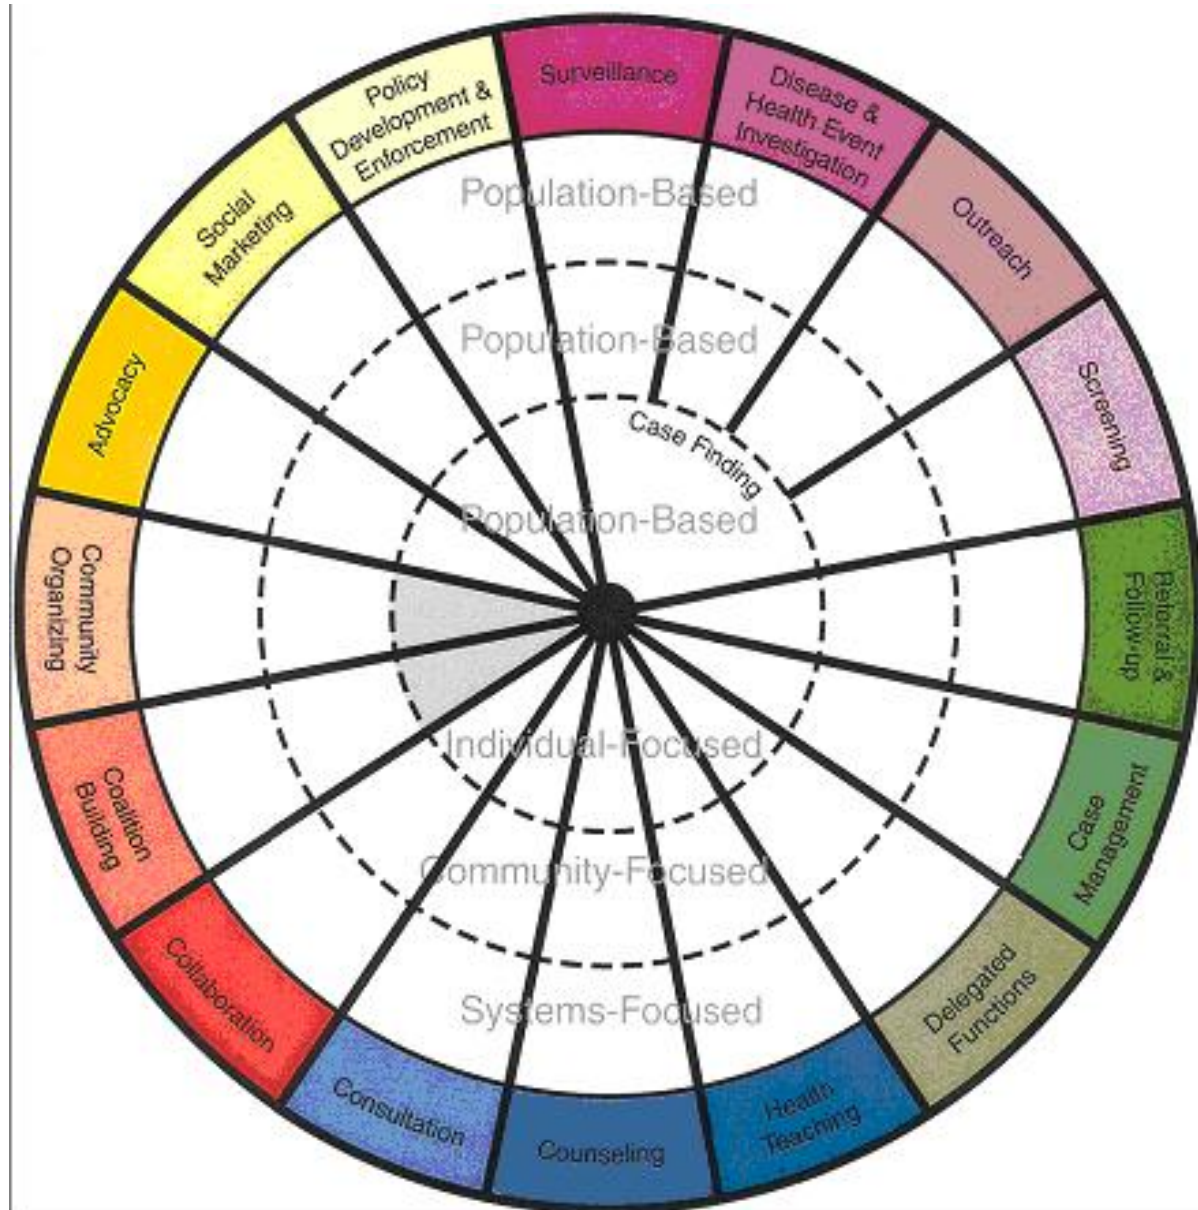 Surveillance
Disease &
Health Event
Investigation
Outreach
Screening
Referral &
Follow-up
Case
Management
Delegated
Functions
Health
Teaching
Counseling
Consultation
Collaboration
Coalition
Building
Community
Organizing
Advocacy
Social
Marketing
Policy
Development &
Enforcement
Population-Based
Population-Based
Case Finding
Population-Based
Individual-Focused
Community-Focused
Systems-Focused